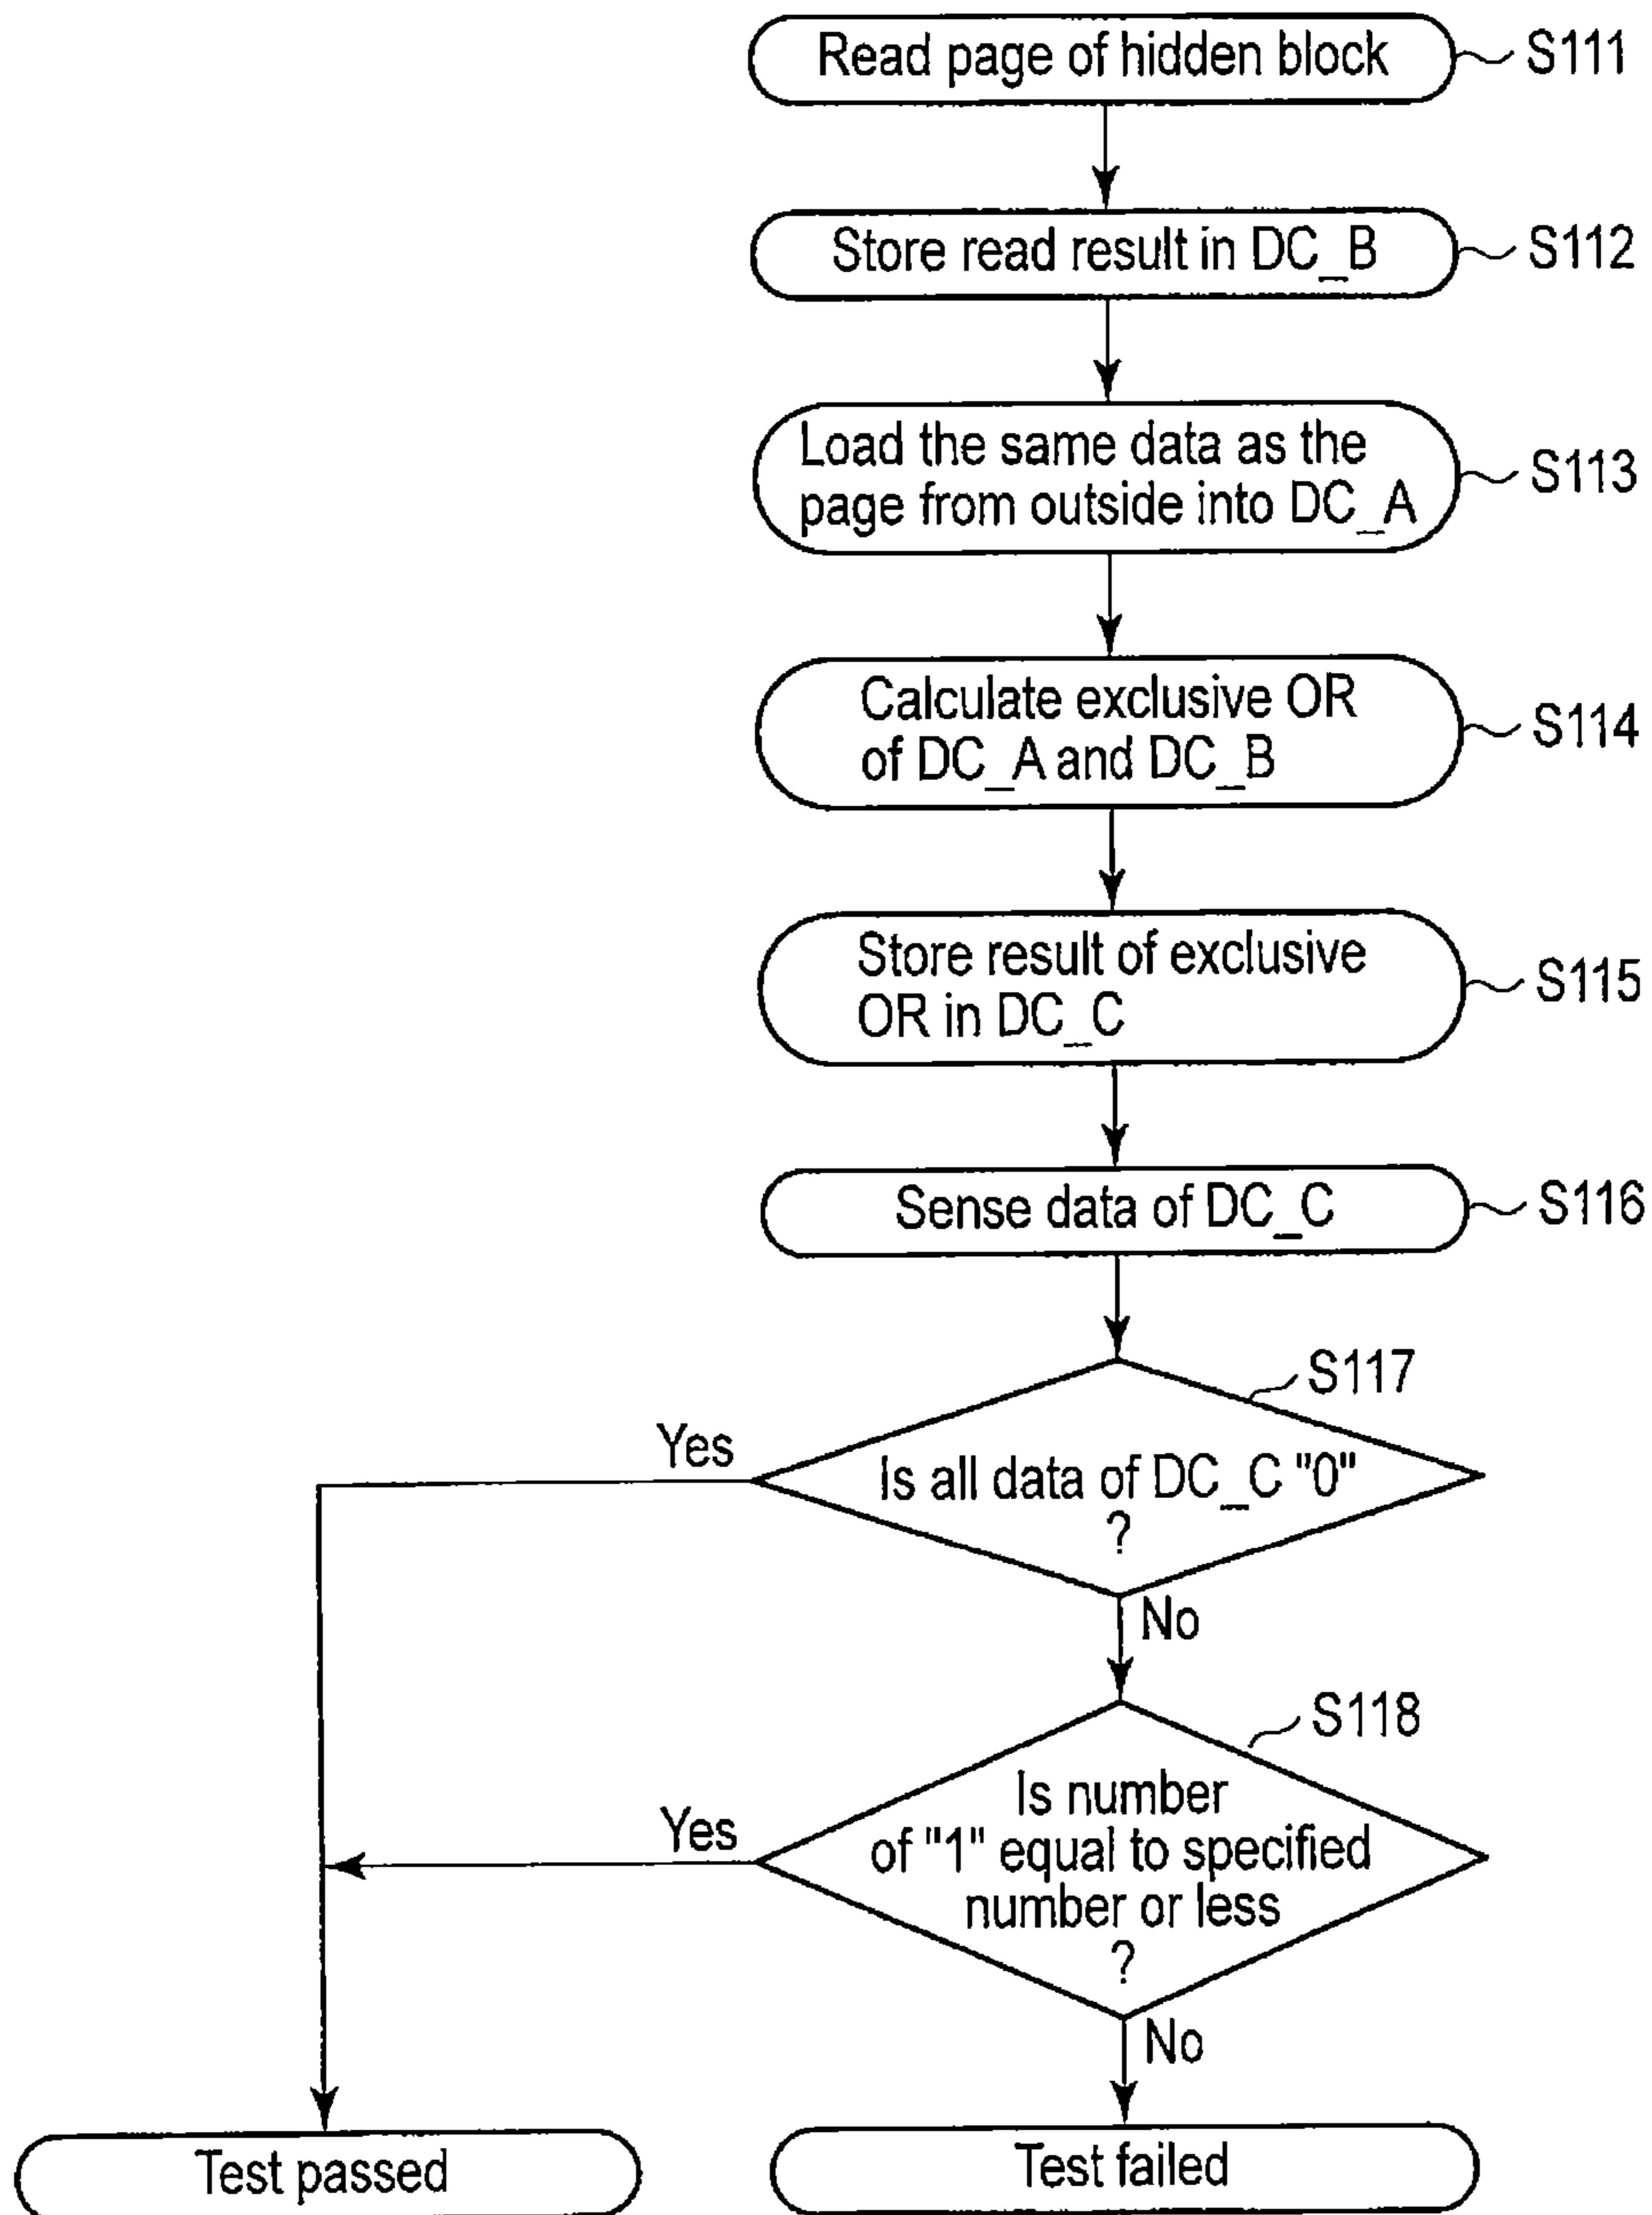 Read page of hidden block
S111
Store read result in DC_B
S112
Load the same data as the
page from outside into DC_A
S113
Calculate exclusive OR
of DC_A and DC_B
S114
Store result of exclusive
OR in DC_C
S115
Sense data of DC_C
S116
S117
Yes
Is all data of DC_C "0"
?
No
S118
Yes
Is number
of "1" equal to specified
number or less
?
No
Test passed
Test failed